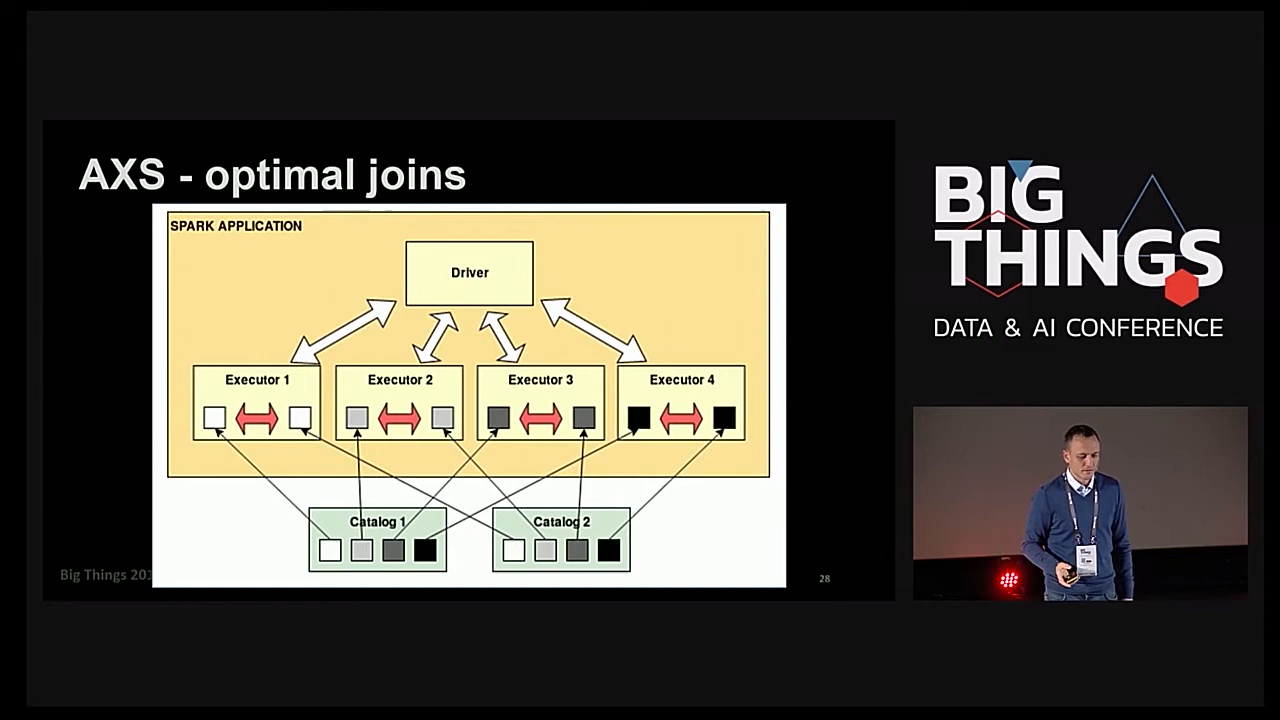 AXS - optimal joins
SPARK APPLICATION
Driver
Executor 1
Executor 2
Executor 3
Executor 4
Catalog 1
Catalog 2
Big Things
28
BIG
THINGS
DATA & AI CONFERENCE